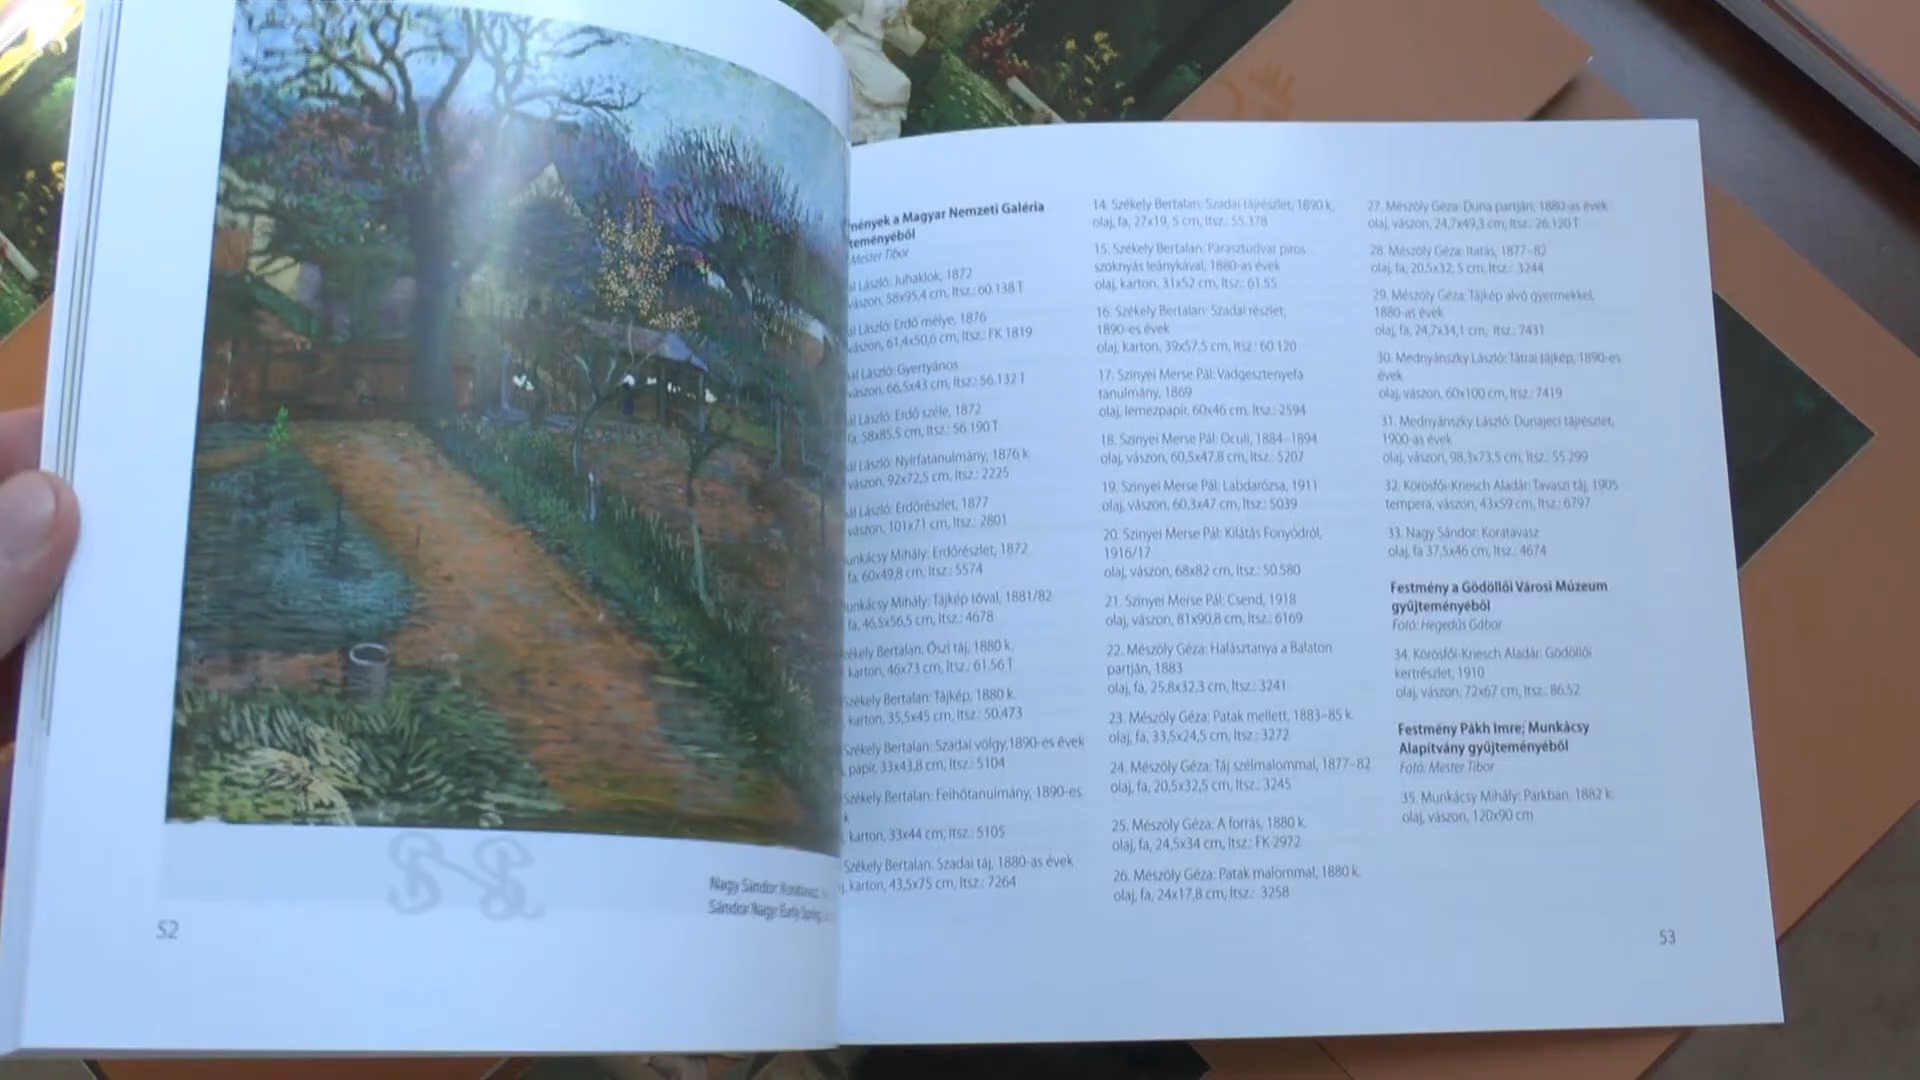 Nagy Sándor: Koratavasz
Sándor Nagy: Early Spring
52
mények a Magyar Nemzeti Galéria
teményéből
Mester Tibor
ál László: Juhaklok, 1872
vászon, 58x95,4 cm, ltsz.: 60.138 T
ál László: Erdő mélye, 1876
vászon, 61,4x50,6 cm, ltsz.: FK 1819
ál László: Gyertyános
vászon, 66,5x43 cm, ltsz.: 56.132 T
ál László: Erdő széle, 1872
fa, 58x85,5 cm, ltsz.: 56.190 T
ál László: Nyírfatanulmány, 1876 k.
vászon, 92x72,5 cm, ltsz.: 2225
ál László: Erdőrészlet, 1877
vászon, 101x71 cm, ltsz.: 2801
unkácsy Mihály: Erdőrészlet, 1872
fa, 60x49,8 cm, ltsz.: 5574
unkácsy Mihály: Tájkép tóval, 1881/82
fa, 46,5x56,5 cm, ltsz.: 4678
zékely Bertalan: Őszi táj, 1880 k.
karton, 46x73 cm, ltsz.: 61.56 T
Székely Bertalan: Tájkép, 1880 k.
karton, 35,5x45 cm, ltsz.: 50.473
Székely Bertalan: Szadai völgy,1890-es évek
, papír, 33x43,8 cm, ltsz.: 5104
Székely Bertalan: Felhőtanulmány, 1890-es
k
karton, 33x44 cm; ltsz.: 5105
Székely Bertalan: Szadai táj, 1880-as évek
j, karton, 43,5x75 cm, ltsz.: 7264
14. Székely Bertalan: Szadai tájrészlet, 1890 k.
olaj, fa, 27x19, 5 cm, ltsz.: 55.378
15. Székely Bertalan: Parasztudvar piros
szoknyás leánykával, 1880-as évek
olaj, karton, 31x52 cm, ltsz.: 61.55
16. Székely Bertalan: Szadai részlet,
1890-es évek
olaj, karton, 39x57,5 cm, ltsz.: 60.120
17. Szinyei Merse Pál: Vadgesztenyefa
tanulmány, 1869
olaj, lemezpapír, 60x46 cm, ltsz.: 2594
18. Szinyei Merse Pál: Oculi, 1884–1894
olaj, vászon, 60,5x47,8 cm, ltsz.: 5207
19. Szinyei Merse Pál: Labdarózsa, 1911
olaj, vászon, 60,3x47 cm, ltsz.: 5039
20. Szinyei Merse Pál: Kilátás Fonyódról,
1916/17
olaj, vászon, 68x82 cm, ltsz.: 50.580
21. Szinyei Merse Pál: Csend, 1918
olaj, vászon, 81x90,8 cm, ltsz.: 6169
22. Mészöly Géza: Halásztanya a Balaton
partján, 1883
olaj, fa, 25,8x32,3 cm, ltsz.: 3241
23. Mészöly Géza: Patak mellett, 1883–85 k.
olaj, fa, 33,5x24,5 cm, ltsz.: 3272
24. Mészöly Géza: Táj szélmalommal, 1877–82
olaj, fa, 20,5x32,5 cm, ltsz.: 3245
25. Mészöly Géza: A forrás, 1880 k.
olaj, fa, 24,5x34 cm, ltsz.: FK 2972
26. Mészöly Géza: Patak malommal, 1880 k.
olaj, fa, 24x17,8 cm, ltsz.: 3258
27. Mészöly Géza: Duna partján, 1880-as évek
olaj, vászon, 24,7x49,3 cm, ltsz.: 26.120 T
28. Mészöly Géza: Itatás, 1877–82
olaj, fa, 20.5x32, 5 cm, ltsz.: 3244
29. Mészöly Géza: Tájkép alvó gyermekkel,
1880-as évek
olaj, fa, 24,7x34,1 cm, ltsz.: 7431
30. Mednyánszky László: Tátrai tájkép, 1890-es
évek
olaj, vászon, 60x100 cm, ltsz.: 7419
31. Mednyánszky László: Dunajeci tájrészlet,
1900-as évek
olaj, vászon, 98,3x73,5 cm, ltsz.: 55.299
32. Körösfői-Kriesch Aladár: Tavaszi táj, 1905
tempera, vászon, 43x59 cm, ltsz.: 6797
33. Nagy Sándor: Koratavasz
olaj, fa 37,5x46 cm, ltsz.: 4674
Festmény a Gödöllői Városi Múzeum
gyűjteményéből
Fotó: Hegedűs Gábor
34. Körösfői-Kriesch Aladár: Gödöllői
kertrészlet, 1910
olaj, vászon, 72x67 cm, ltsz.: 86.52
Festmény Pákh Imre; Munkácsy
Alapítvány gyűjteményéből
Fotó: Mester Tibor
35. Munkácsy Mihály: Parkban, 1882 k.
olaj, vászon, 120x90 cm
53